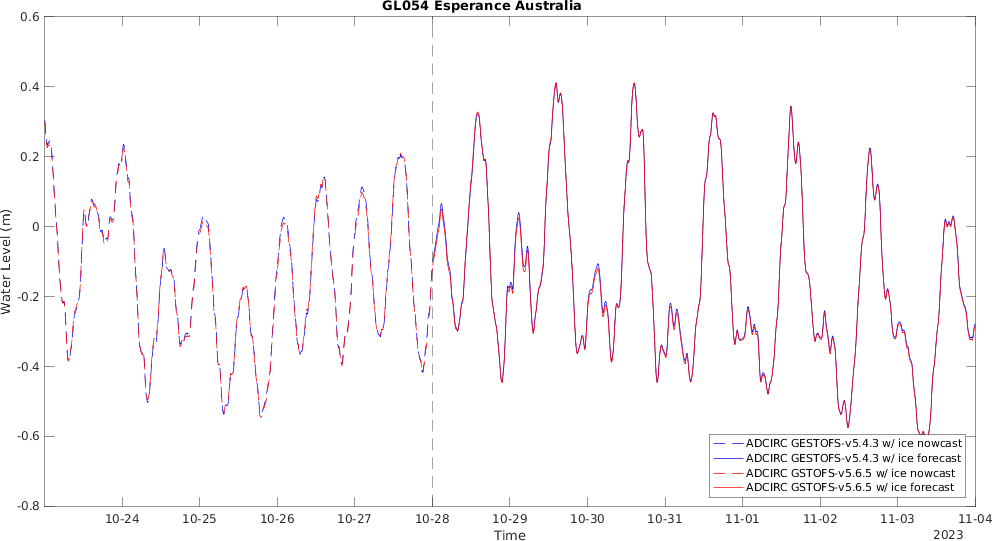 GL054 Esperance Australia
0.6
0.4
0.2
0
-0.2
-0.4
-0.6
-0.8
Water Level (m)
ADCIRC GESTOFS-v5.4.3 w/ ice nowcast
ADCIRC GESTOFS-v5.4.3 w/ ice forecast
ADCIRC GSTOFS-v5.6.5 w/ ice nowcast
ADCIRC GSTOFS-v5.6.5 w/ ice forecast
10-24 10-25 10-26 10-27 10-28 10-29 10-30 10-31 11-01 11-02 11-03 11-04
Time
2023